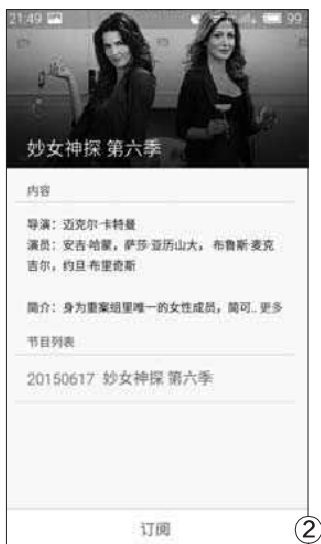 21:49
99
妙女神探 第六季
内容
导演：迈克尔·卡特曼
演员：安吉·哈蒙，萨莎·亚历山大， 布鲁斯·麦克
吉尔，约旦·布里奇斯
简介：身为重案组里唯一的女性成员，简可…更多
节目列表
20150617 妙女神探 第六季
订阅
②